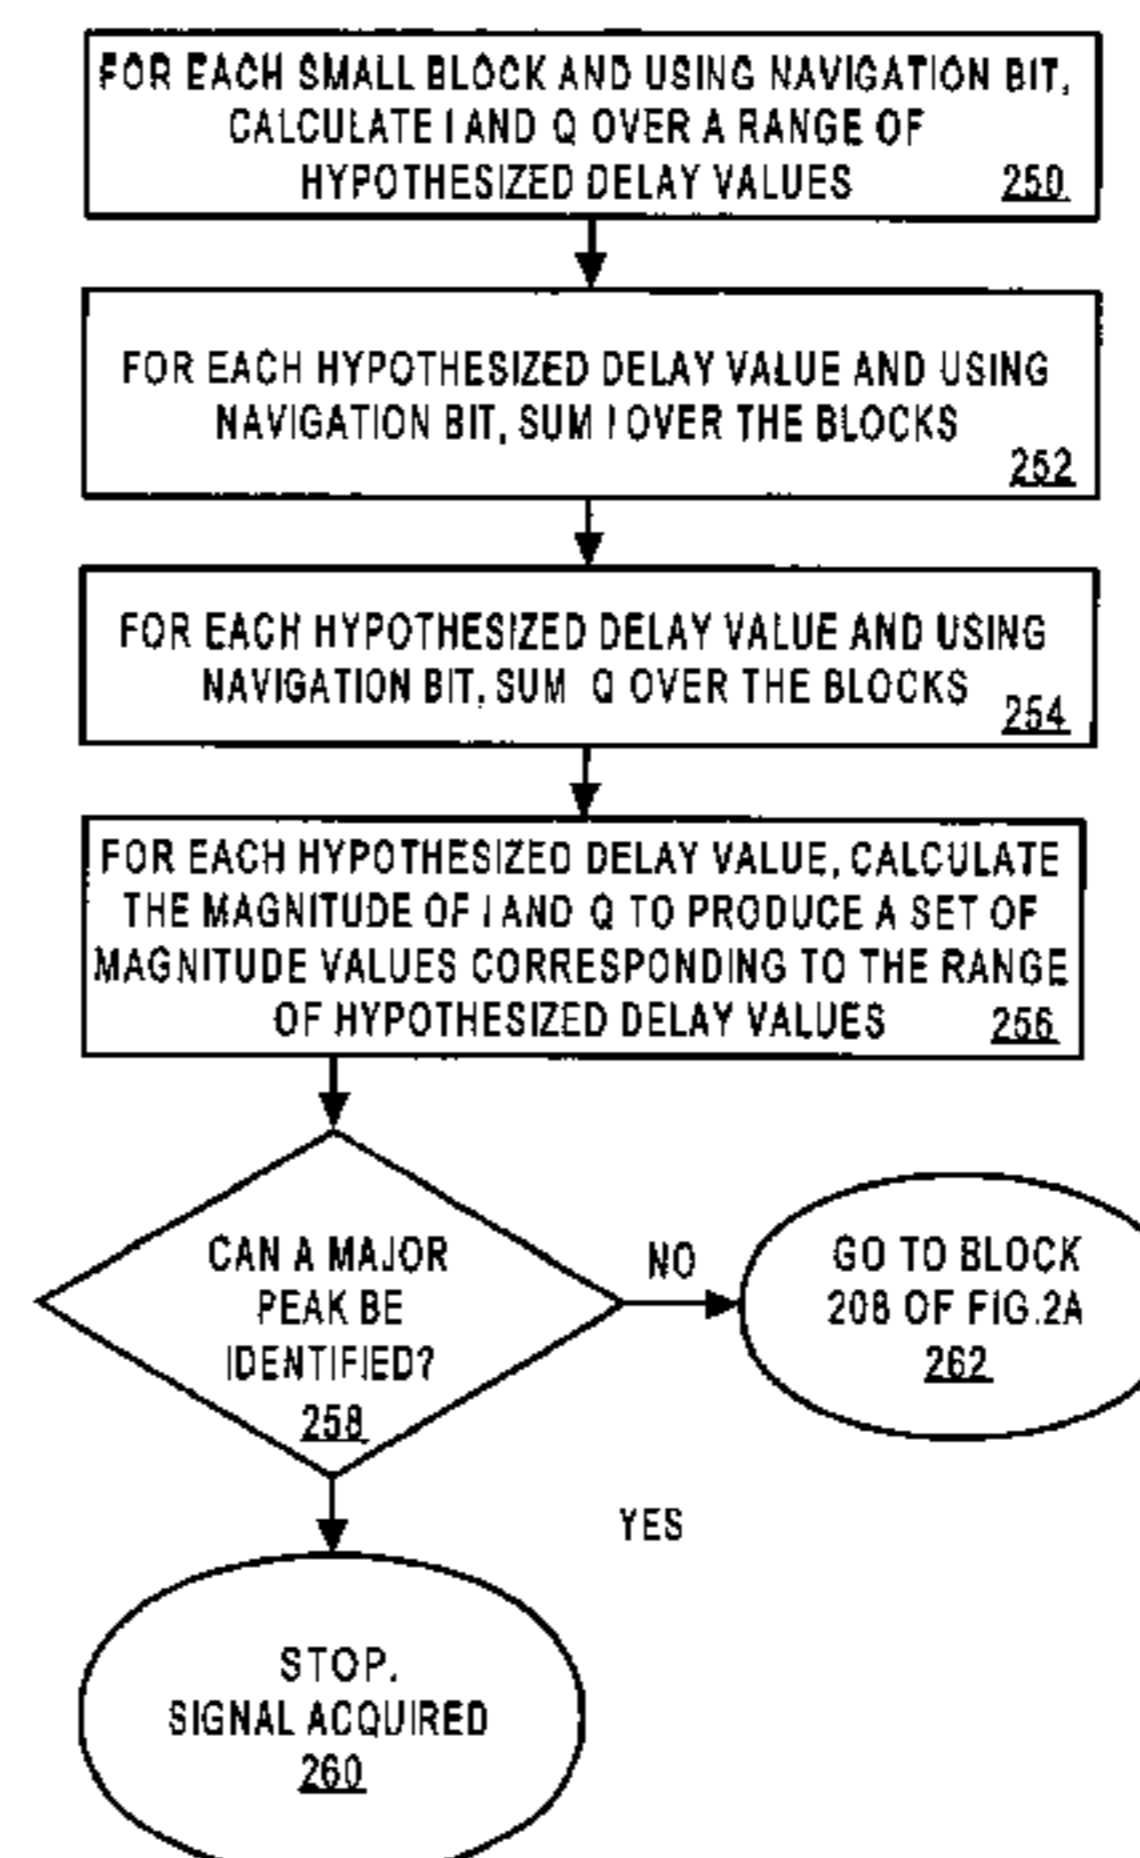 FOR EACH SMALL BLOCK AND USING NAVIGATION BIT,
CALCULATE I AND Q OVER A RANGE OF
HYPOTHESIZED DELAY VALUES
250
FOR EACH HYPOTHESIZED DELAY VALUE AND USING
NAVIGATION BIT, SUM I OVER THE BLOCKS
252
FOR EACH HYPOTHESIZED DELAY VALUE AND USING
NAVIGATION BIT, SUM Q OVER THE BLOCKS
254
FOR EACH HYPOTHESIZED DELAY VALUE, CALCULATE
THE MAGNITUDE OF I AND Q TO PRODUCE A SET OF
MAGNITUDE VALUES CORRESPONDING TO THE RANGE
OF HYPOTHESIZED DELAY VALUES
256
CAN A MAJOR
PEAK BE
IDENTIFIED?
258
NO
GO TO BLOCK
208 OF FIG.2A
262
YES
STOP.
SIGNAL ACQUIRED
260